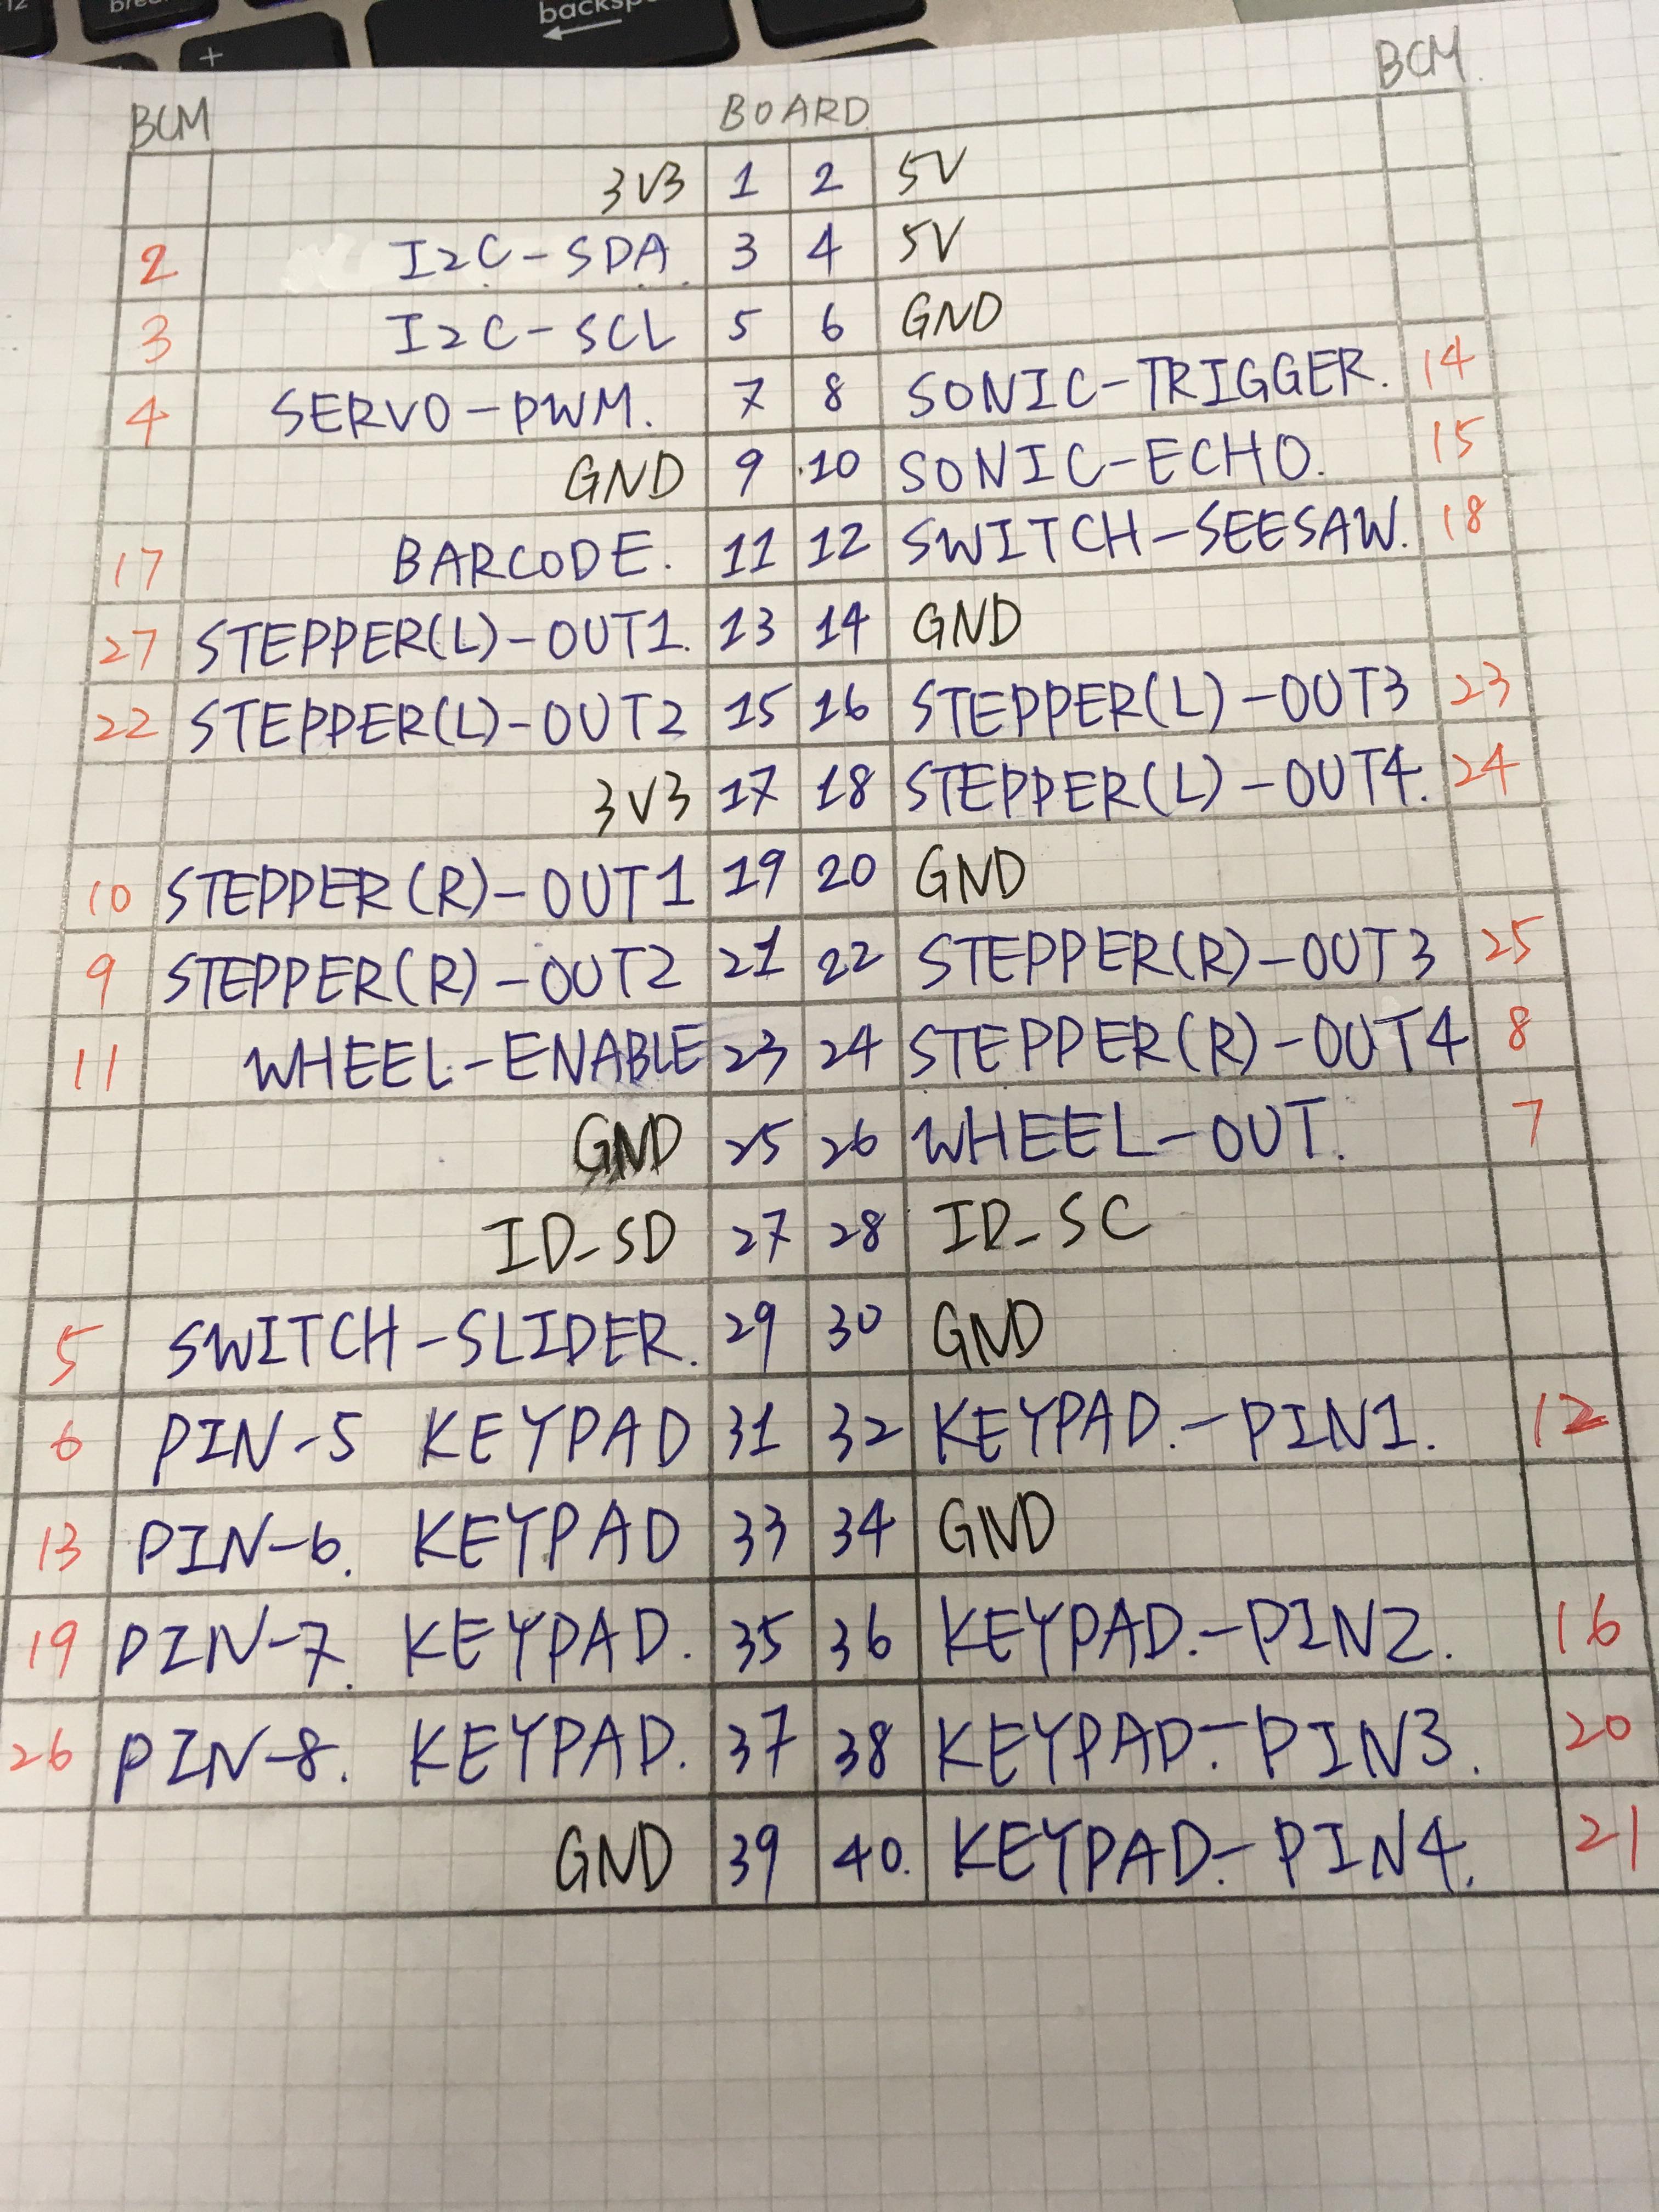 backsp
BCM BOARD BCM.
3V3 1 2 5V
2 I2C-SDA. 3 4 5V
3 I2C-SCL 5 6 GND
4 SERVO-PWM. 7 8 SONIC-TRIGGER. 14
GND 9 10 SONIC-ECHO. 15
17 BARCODE. 11 12 SWITCH-SEESAW. 18
27 STEPPER(L)-OUT1. 13 14 GND
22 STEPPER(L)-OUT2 15 16 STEPPER(L)-OUT3 23
3V3 17 18 STEPPER(L)-OUT4. 24
10 STEPPER(R)-OUT1 19 20 GND
9 STEPPER(R)-OUT2 21 22 STEPPER(R)-OUT3 25
11 WHEEL-ENABLE 23 24 STEPPER(R)-OUT4 8
GND 25 26 WHEEL-OUT. 7
ID_SD 27 28 ID_SC
5 SWITCH-SLIDER. 29 30 GND
6 PIN-5 KEYPAD 31 32 KEYPAD.-PIN1. 12
13 PIN-6. KEYPAD 33 34 GND
19 PIN-7. KEYPAD. 35 36 KEYPAD.-PIN2. 16
26 PIN-8. KEYPAD. 37 38 KEYPAD.-PIN3. 20
GND 39 40. KEYPAD.-PIN4. 21